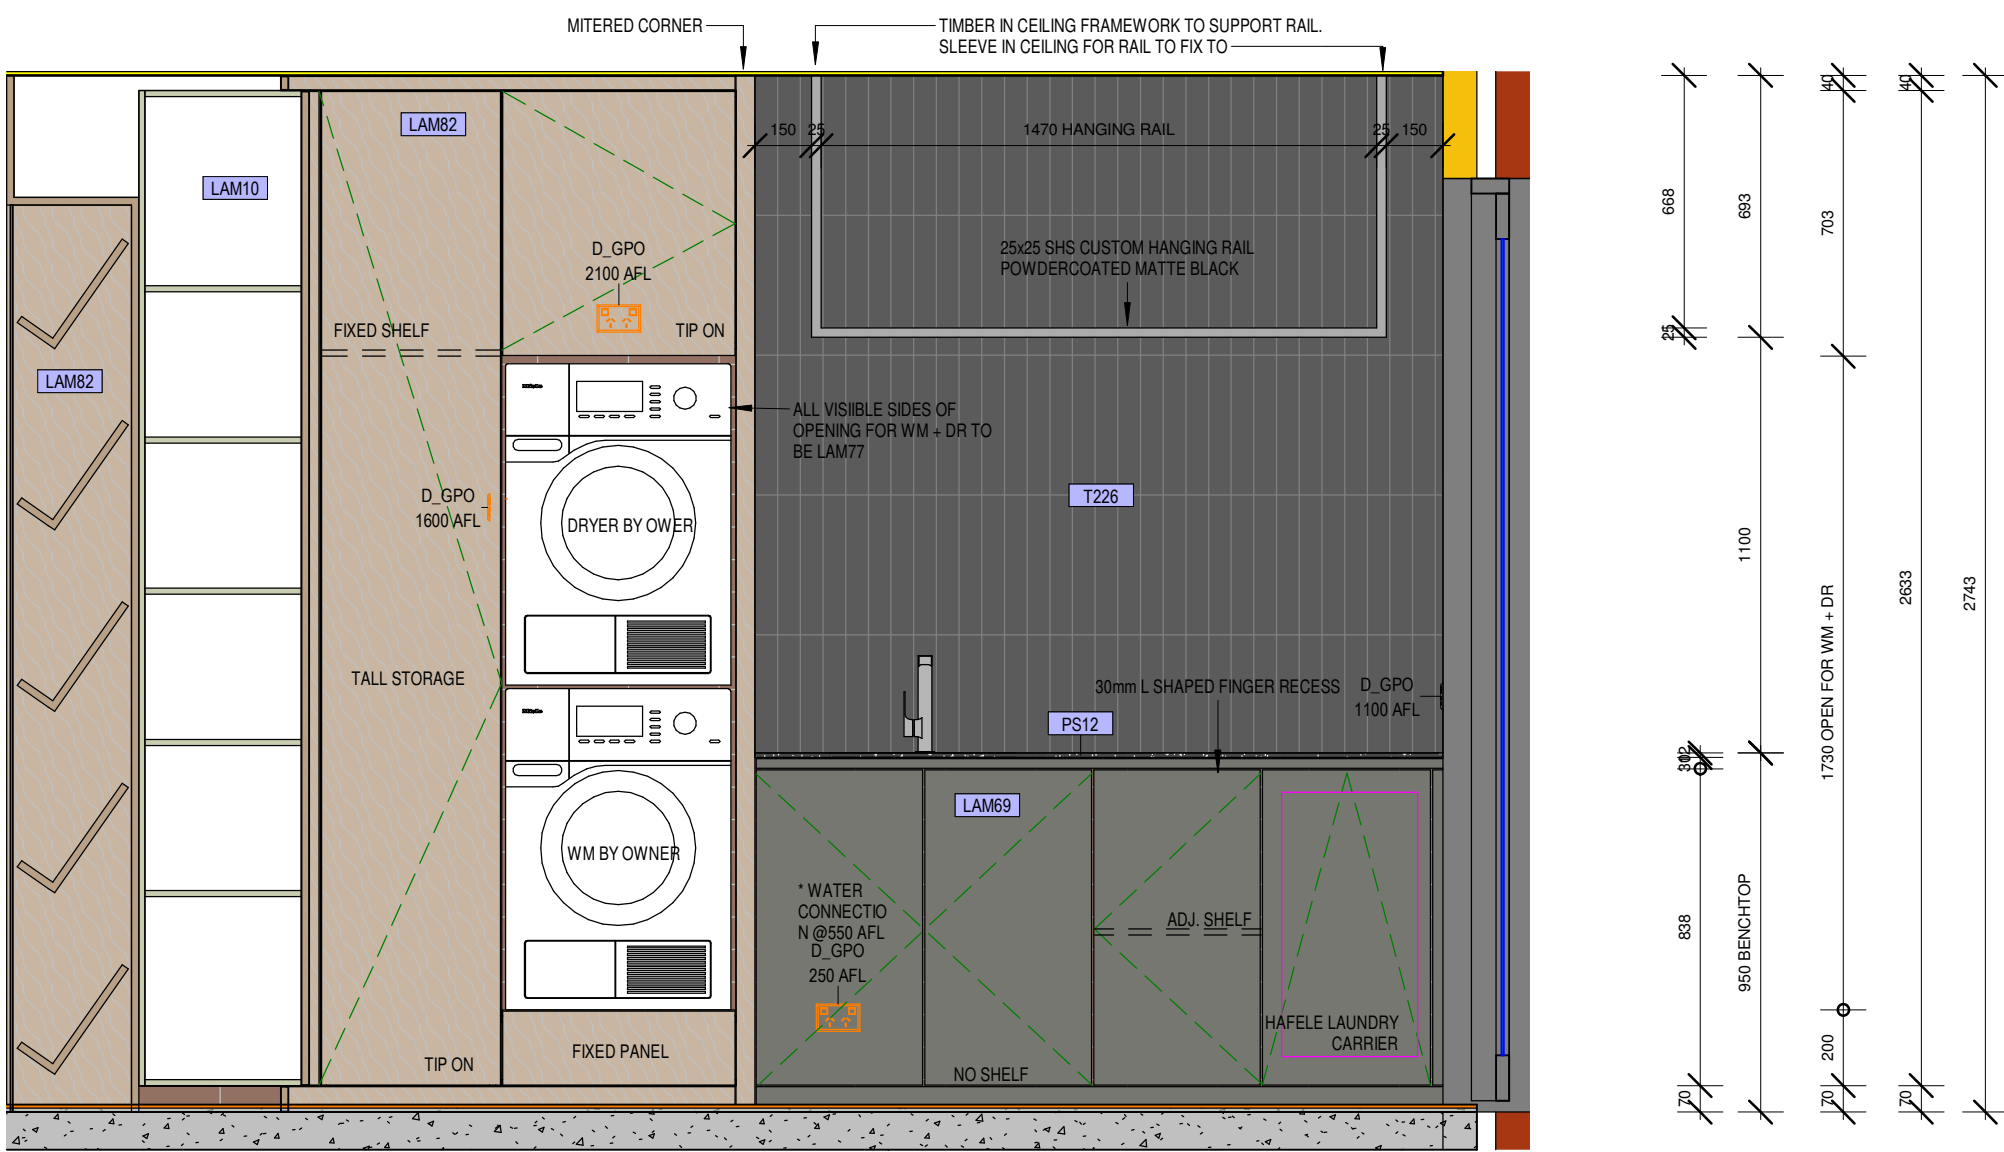 MITERED CORNER
TIMBER IN CEILING FRAMEWORK TO SUPPORT RAIL.
SLEEVE IN CEILING FOR RAIL TO FIX TO
LAM82
150
25
1470 HANGING RAIL
25
150
LAM10
D_GPO
2100 AFL
25x25 SHS CUSTOM HANGING RAIL
POWDERCOATED MATTE BLACK
FIXED SHELF
TIP ON
LAM82
ALL VISIIBLE SIDES OF
OPENING FOR WM + DR TO
BE LAM77
D_GPO
1600 AFL
DRYER BY OWER
T226
TALL STORAGE
30mm L SHAPED FINGER RECESS
D_GPO
1100 AFL
PS12
LAM69
WM BY OWNER
* WATER
CONNECTIO
N @550 AFL
D_GPO
250 AFL
ADJ. SHELF
HAFELE LAUNDRY
CARRIER
FIXED PANEL
TIP ON
NO SHELF
668
25
30
12
838
70
693
1100
950 BENCHTOP
40
703
1730 OPEN FOR WM + DR
200
70
40
2633
70
2743